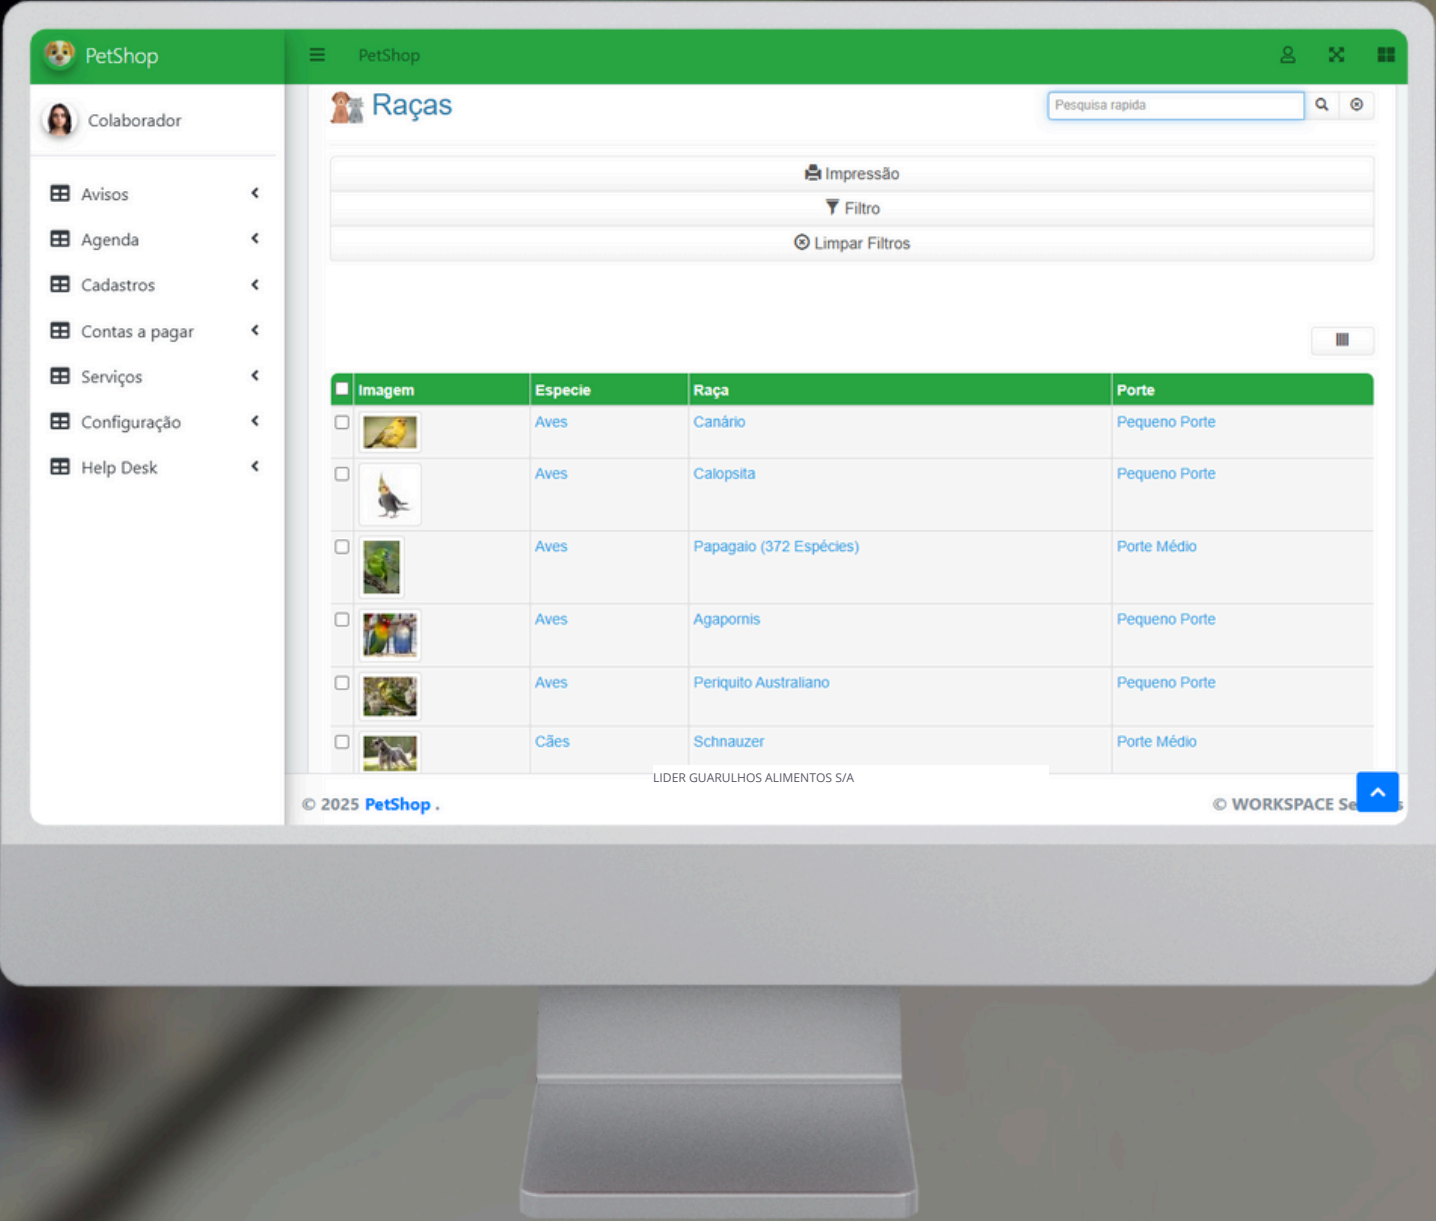 PetShop
PetShop
Colaborador
Avisos
Agenda
Cadastros
Contas a pagar
Serviços
Configuração
Help Desk
Raças
Pesquisa rapida
Impressão
Filtro
Limpar Filtros
Imagem Especie Raça Porte
Aves Canário Pequeno Porte
Aves Calopsita Pequeno Porte
Aves Papagaio (372 Espécies) Porte Médio
Aves Agapornis Pequeno Porte
Aves Periquito Australiano Pequeno Porte
Cães Schnauzer Porte Médio
LIDER GUARULHOS ALIMENTOS S/A
© 2025 PetShop .
© WORKSPACE